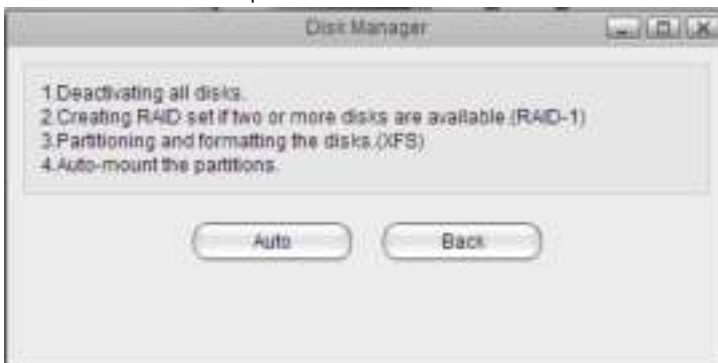 Disk Manager
1.Deactivating all disks.
2.Creating RAID set if two or more disks are available.(RAID-1)
3.Partitioning and formatting the disks.(XFS)
4.Auto-mount the partitions.
Auto Back